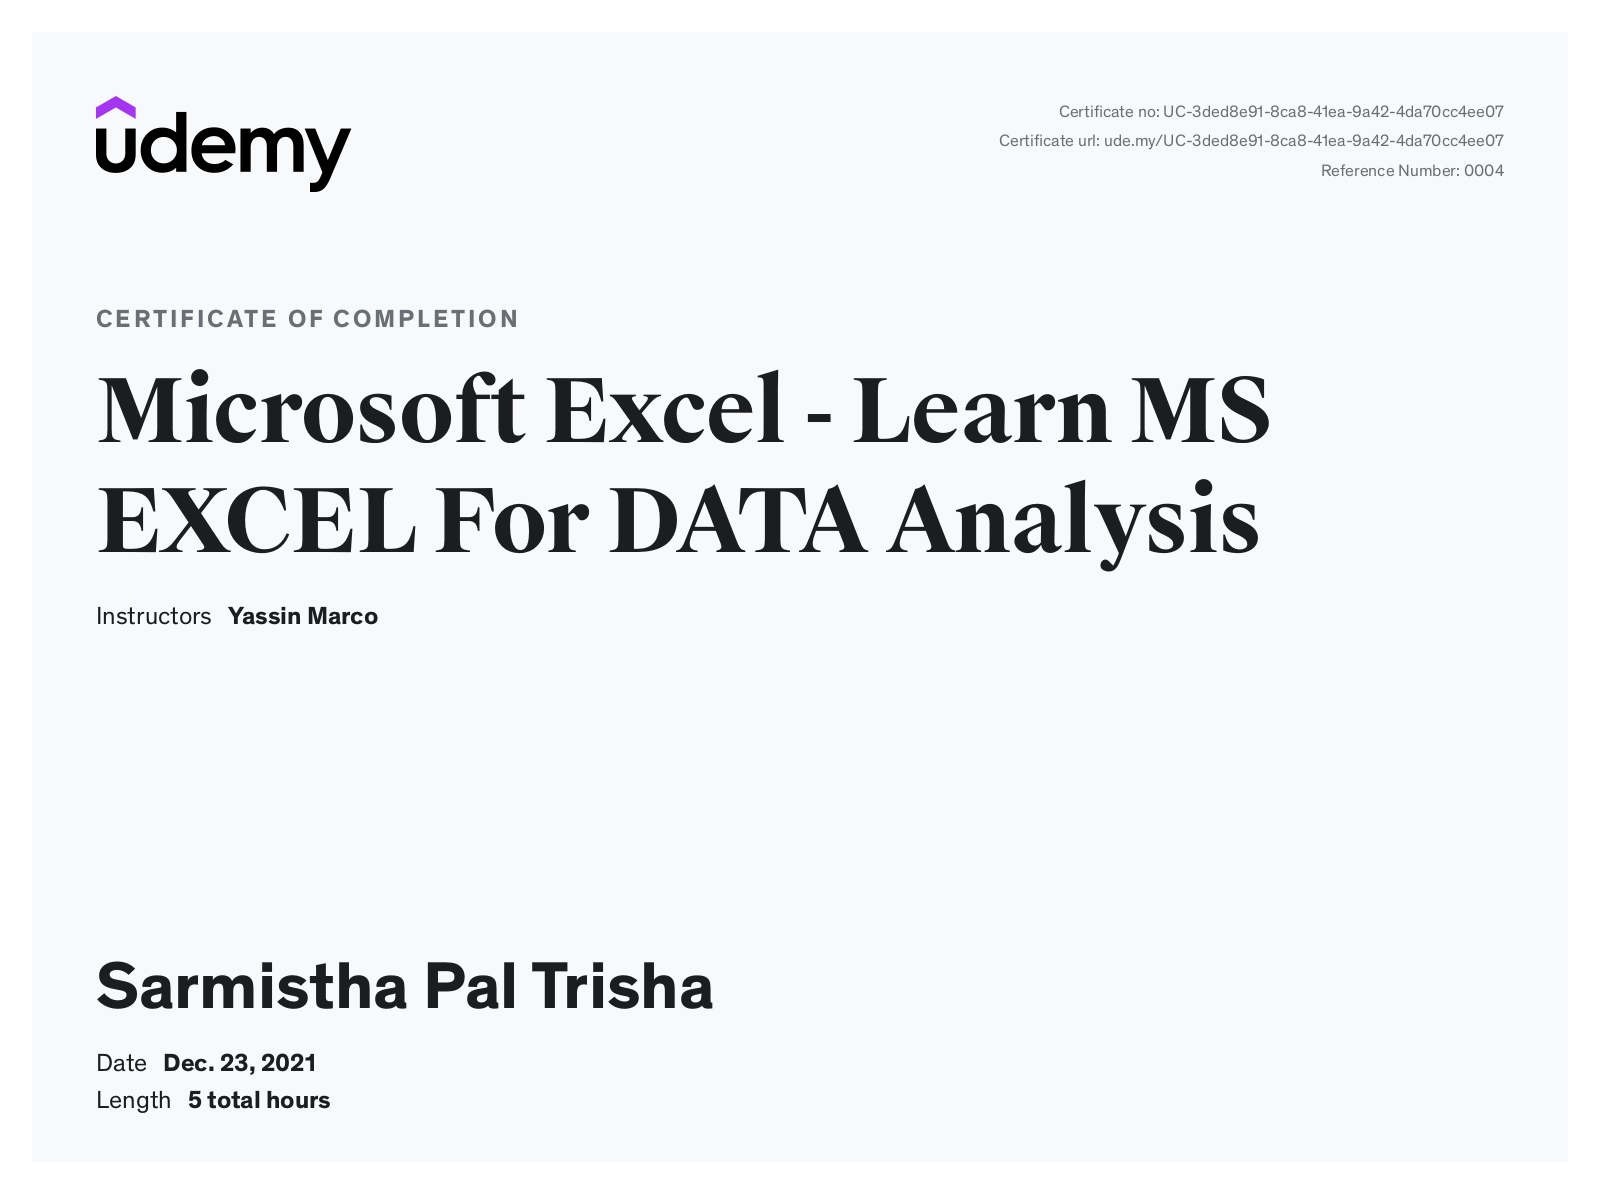 udemy
Certificate no: UC-3ded8e91-8ca8-41ea-9a42-4da70cc4ee07
Certificate url: ude.my/UC-3ded8e91-8ca8-41ea-9a42-4da70cc4ee07
Reference Number: 0004
CERTIFICATE OF COMPLETION
Microsoft Excel - Learn MS
EXCEL For DATA Analysis
Instructors Yassin Marco
Sarmistha Pal Trisha
Date Dec. 23, 2021
Length 5 total hours